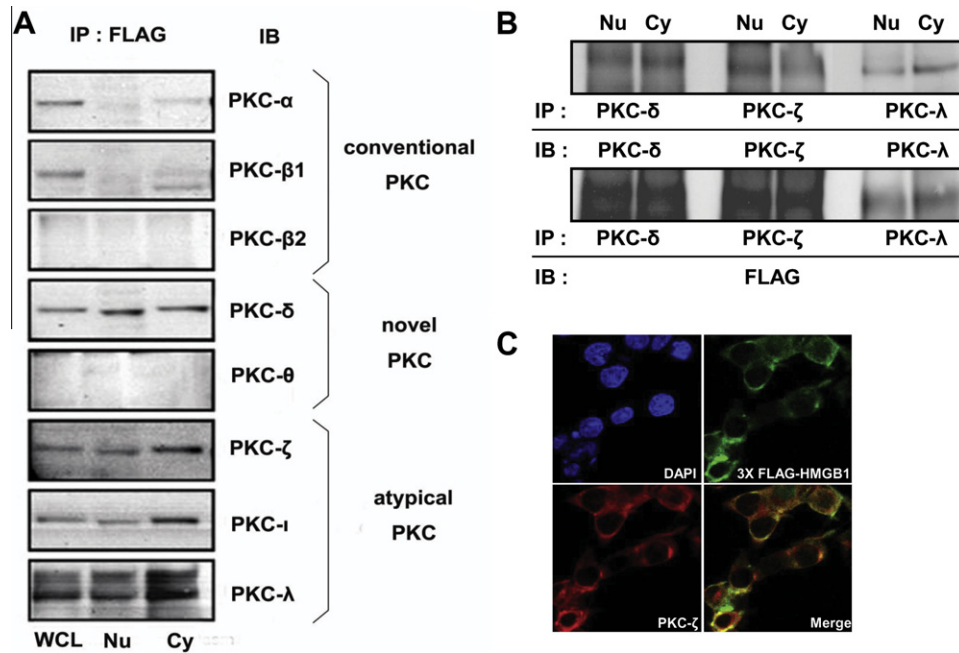 A
IP : FLAG
IB
PKC-α
PKC-β1
conventional
PKC
PKC-β2
PKC-δ
novel
PKC
PKC-θ
PKC-ζ
PKC-ι
atypical
PKC
PKC-λ
WCL Nu Cy
B
Nu Cy Nu Cy Nu Cy
IP : PKC-δ PKC-ζ PKC-λ
IB : PKC-δ PKC-ζ PKC-λ
IP : PKC-δ PKC-ζ PKC-λ
IB : FLAG
C
DAPI
3X FLAG-HMGB1
PKC-ζ
Merge